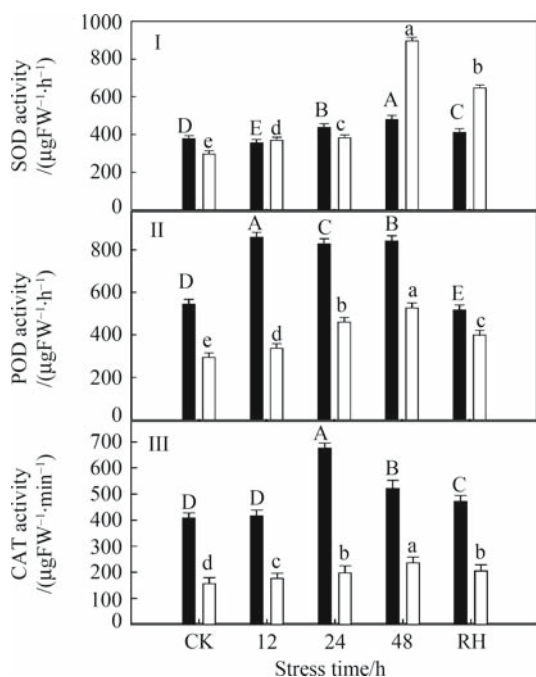 1000
I
a
SOD activity
/(μgFW⁻¹·h⁻¹)
800
b
600
D
E
B
A
C
400
e
d
c
200
0
II
A
C
B
800
POD activity
/(μgFW⁻¹·h⁻¹)
D
E
600
a
b
c
400
e
d
200
0
III
A
700
CAT activity
/(μgFW⁻¹·min⁻¹)
600
B
500
D
D
C
400
300
d
c
b
a
b
200
100
0
CK 12 24 48 RH
Stress time/h